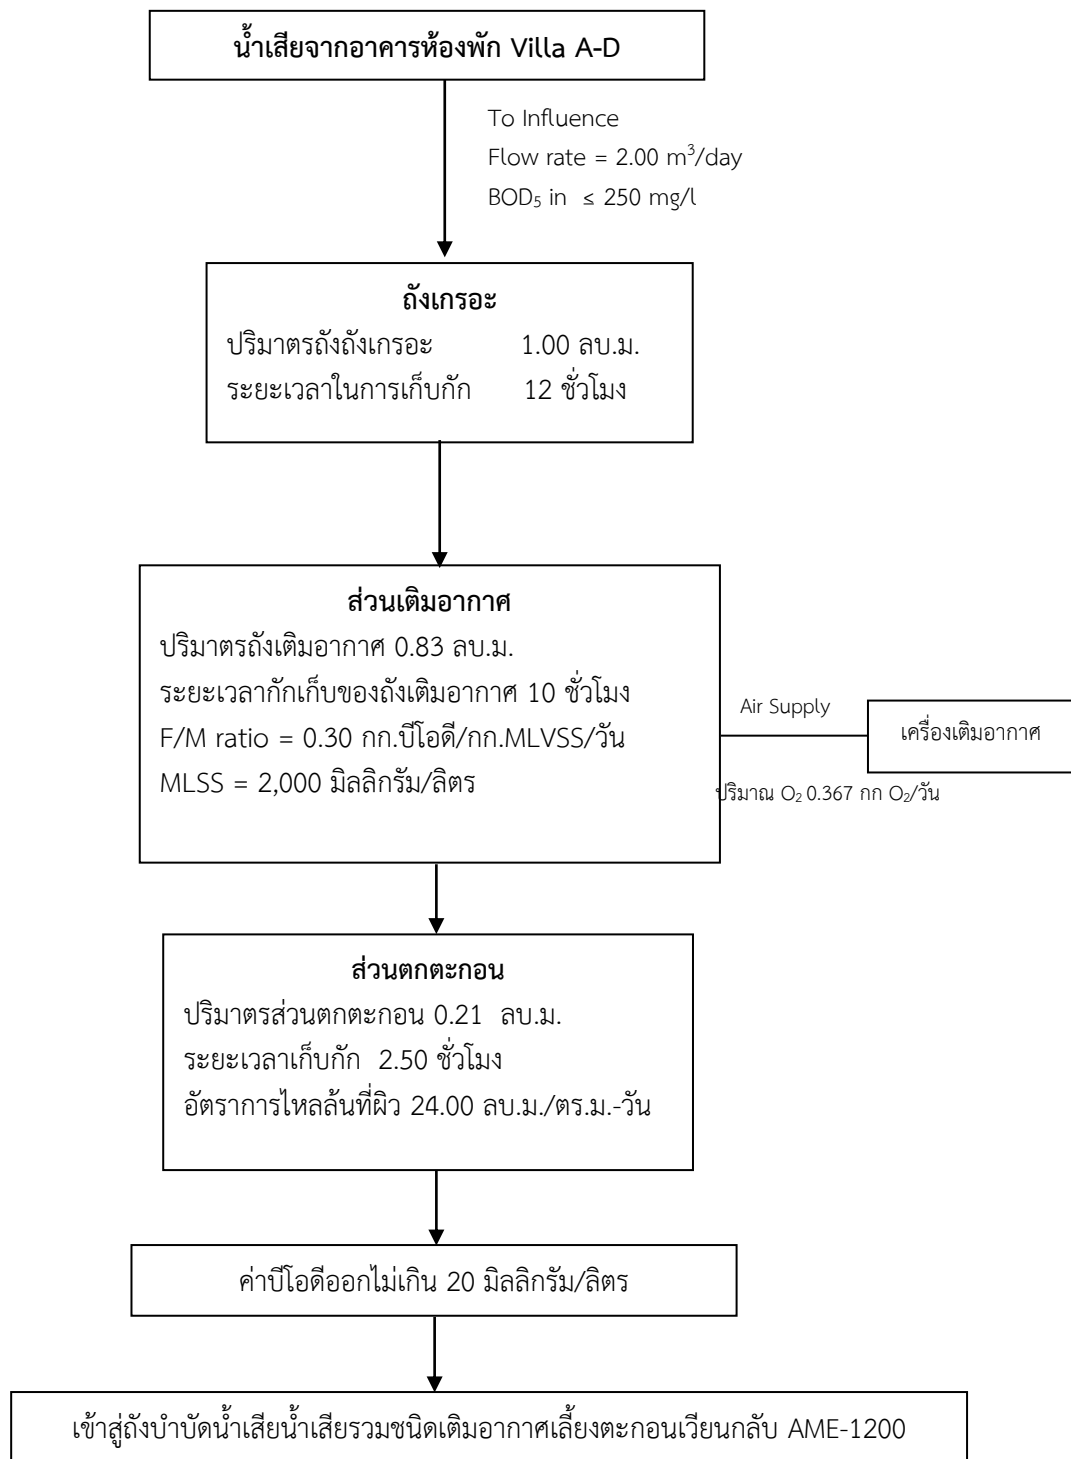 น้ำเสียจากอาคารห้องพัก Villa A-D
To Influence
Flow rate = 2.00 m³/day
BOD₅ in ≤ 250 mg/l
ถังเกรอะ
ปริมาตรถังถังเกรอะ 1.00 ลบ.ม.
ระยะเวลาในการเก็บกัก 12 ชั่วโมง
ส่วนเติมอากาศ
ปริมาตรถังเติมอากาศ 0.83 ลบ.ม.
ระยะเวลากักเก็บของถังเติมอากาศ 10 ชั่วโมง
F/M ratio = 0.30 กก.บีโอดี/กก.MLVSS/วัน
MLSS = 2,000 มิลลิกรัม/ลิตร
Air Supply
เครื่องเติมอากาศ
ปริมาณ O₂ 0.367 กก O₂/วัน
ส่วนตกตะกอน
ปริมาตรส่วนตกตะกอน 0.21 ลบ.ม.
ระยะเวลาเก็บกัก 2.50 ชั่วโมง
อัตราการไหลล้นที่ผิว 24.00 ลบ.ม./ตร.ม.-วัน
ค่าบีโอดีออกไม่เกิน 20 มิลลิกรัม/ลิตร
เข้าสู่ถังบำบัดน้ำเสียน้ำเสียรวมชนิดเติมอากาศเลี้ยงตะกอนเวียนกลับ AME-1200